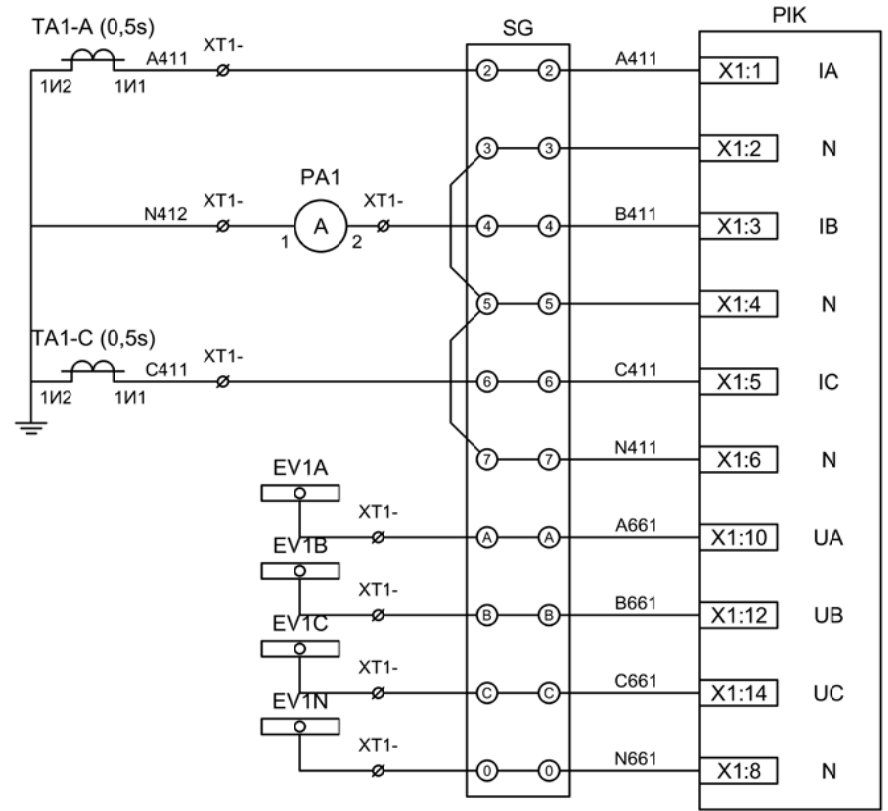 TA1-A (0,5s)
XT1-
SG
PIK
A411
1И2
1И1
2
2
A411
X1:1
IA
3
3
X1:2
N
PA1
N412
XT1-
1
A
2
XT1-
4
4
B411
X1:3
IB
5
5
X1:4
N
TA1-C (0,5s)
XT1-
C411
1И2
1И1
6
6
C411
X1:5
IC
7
7
N411
X1:6
N
EV1A
XT1-
A
A
A661
X1:10
UA
EV1B
XT1-
B
B
B661
X1:12
UB
EV1C
XT1-
C
C
C661
X1:14
UC
EV1N
XT1-
0
0
N661
X1:8
N